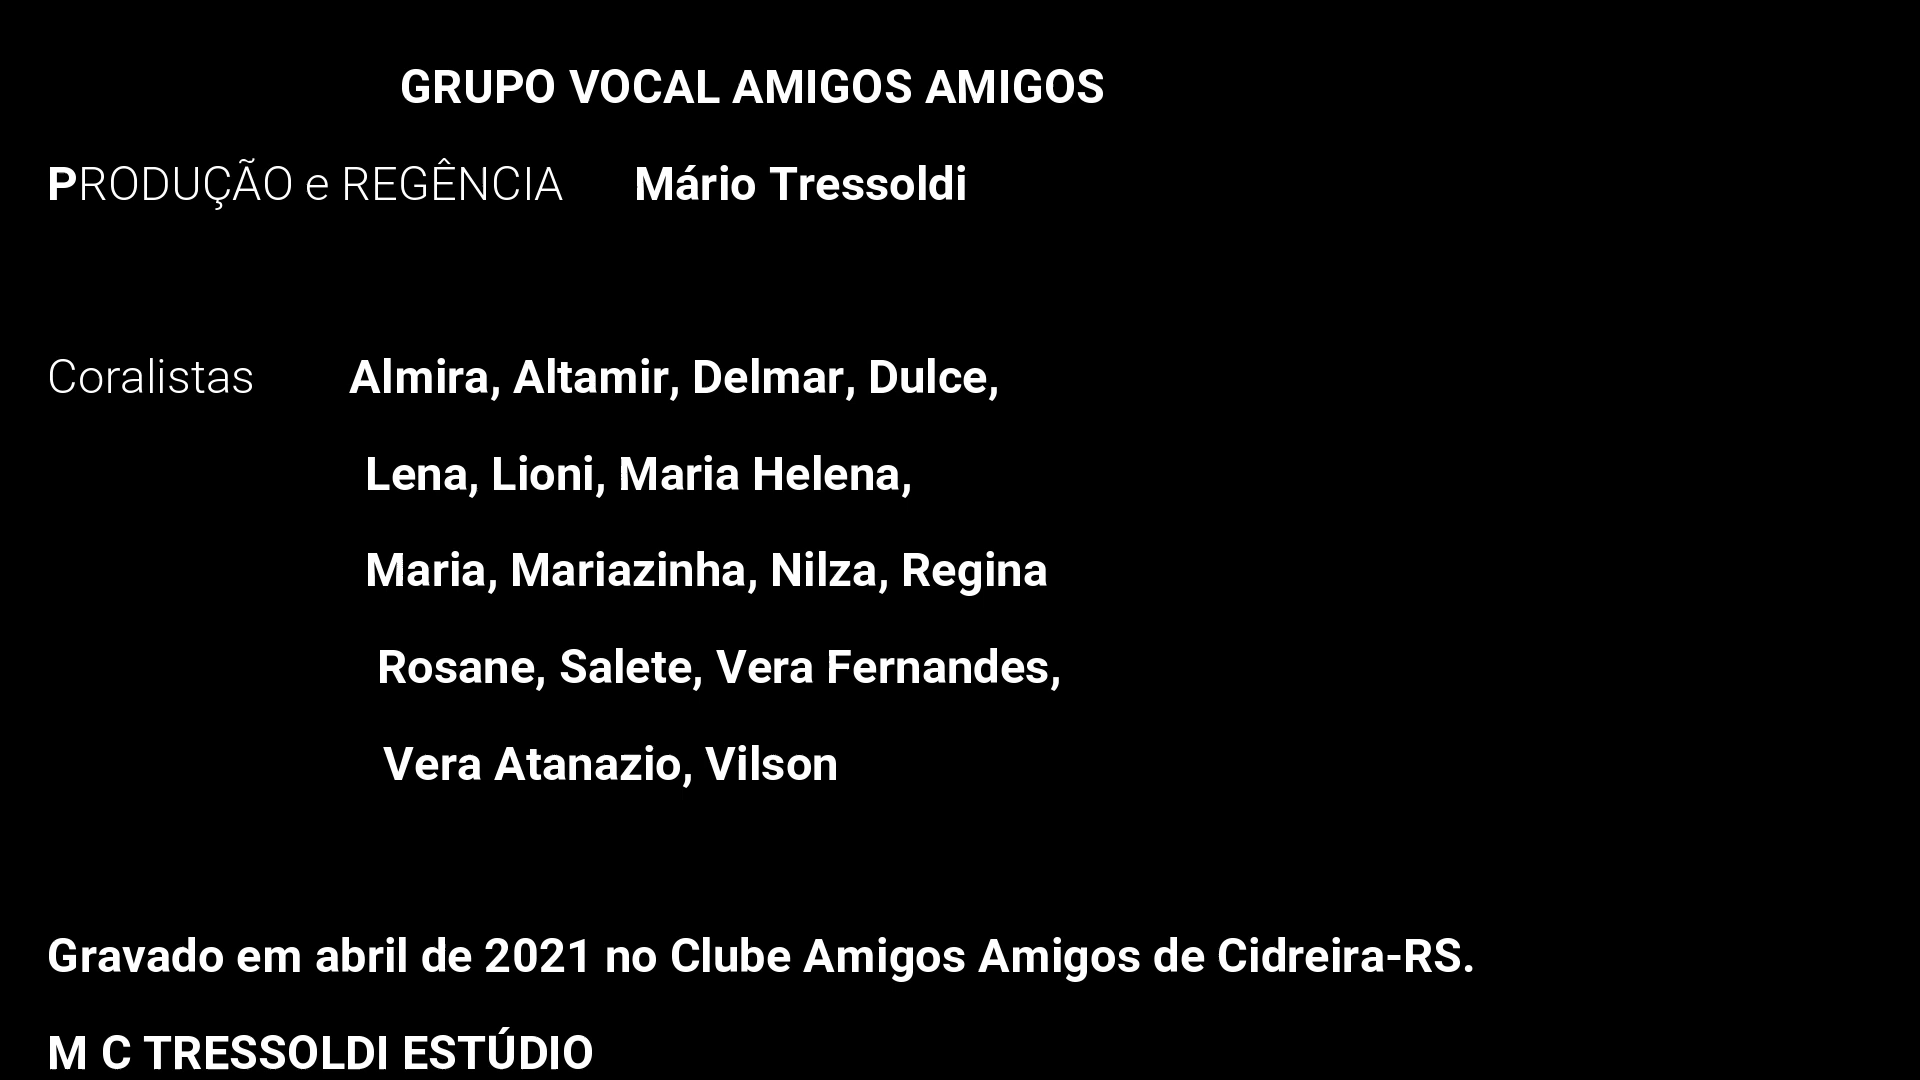 GRUPO VOCAL AMIGOS AMIGOS
PRODUÇÃO e REGÊNCIA Mário Tressoldi
Coralistas Almira, Altamir, Delmar, Dulce,
Lena, Lioni, Maria Helena,
Maria, Mariazinha, Nilza, Regina
Rosane, Salete, Vera Fernandes,
Vera Atanazio, Vilson
Gravado em abril de 2021 no Clube Amigos Amigos de Cidreira-RS.
M C TRESSOLDI ESTÚDIO